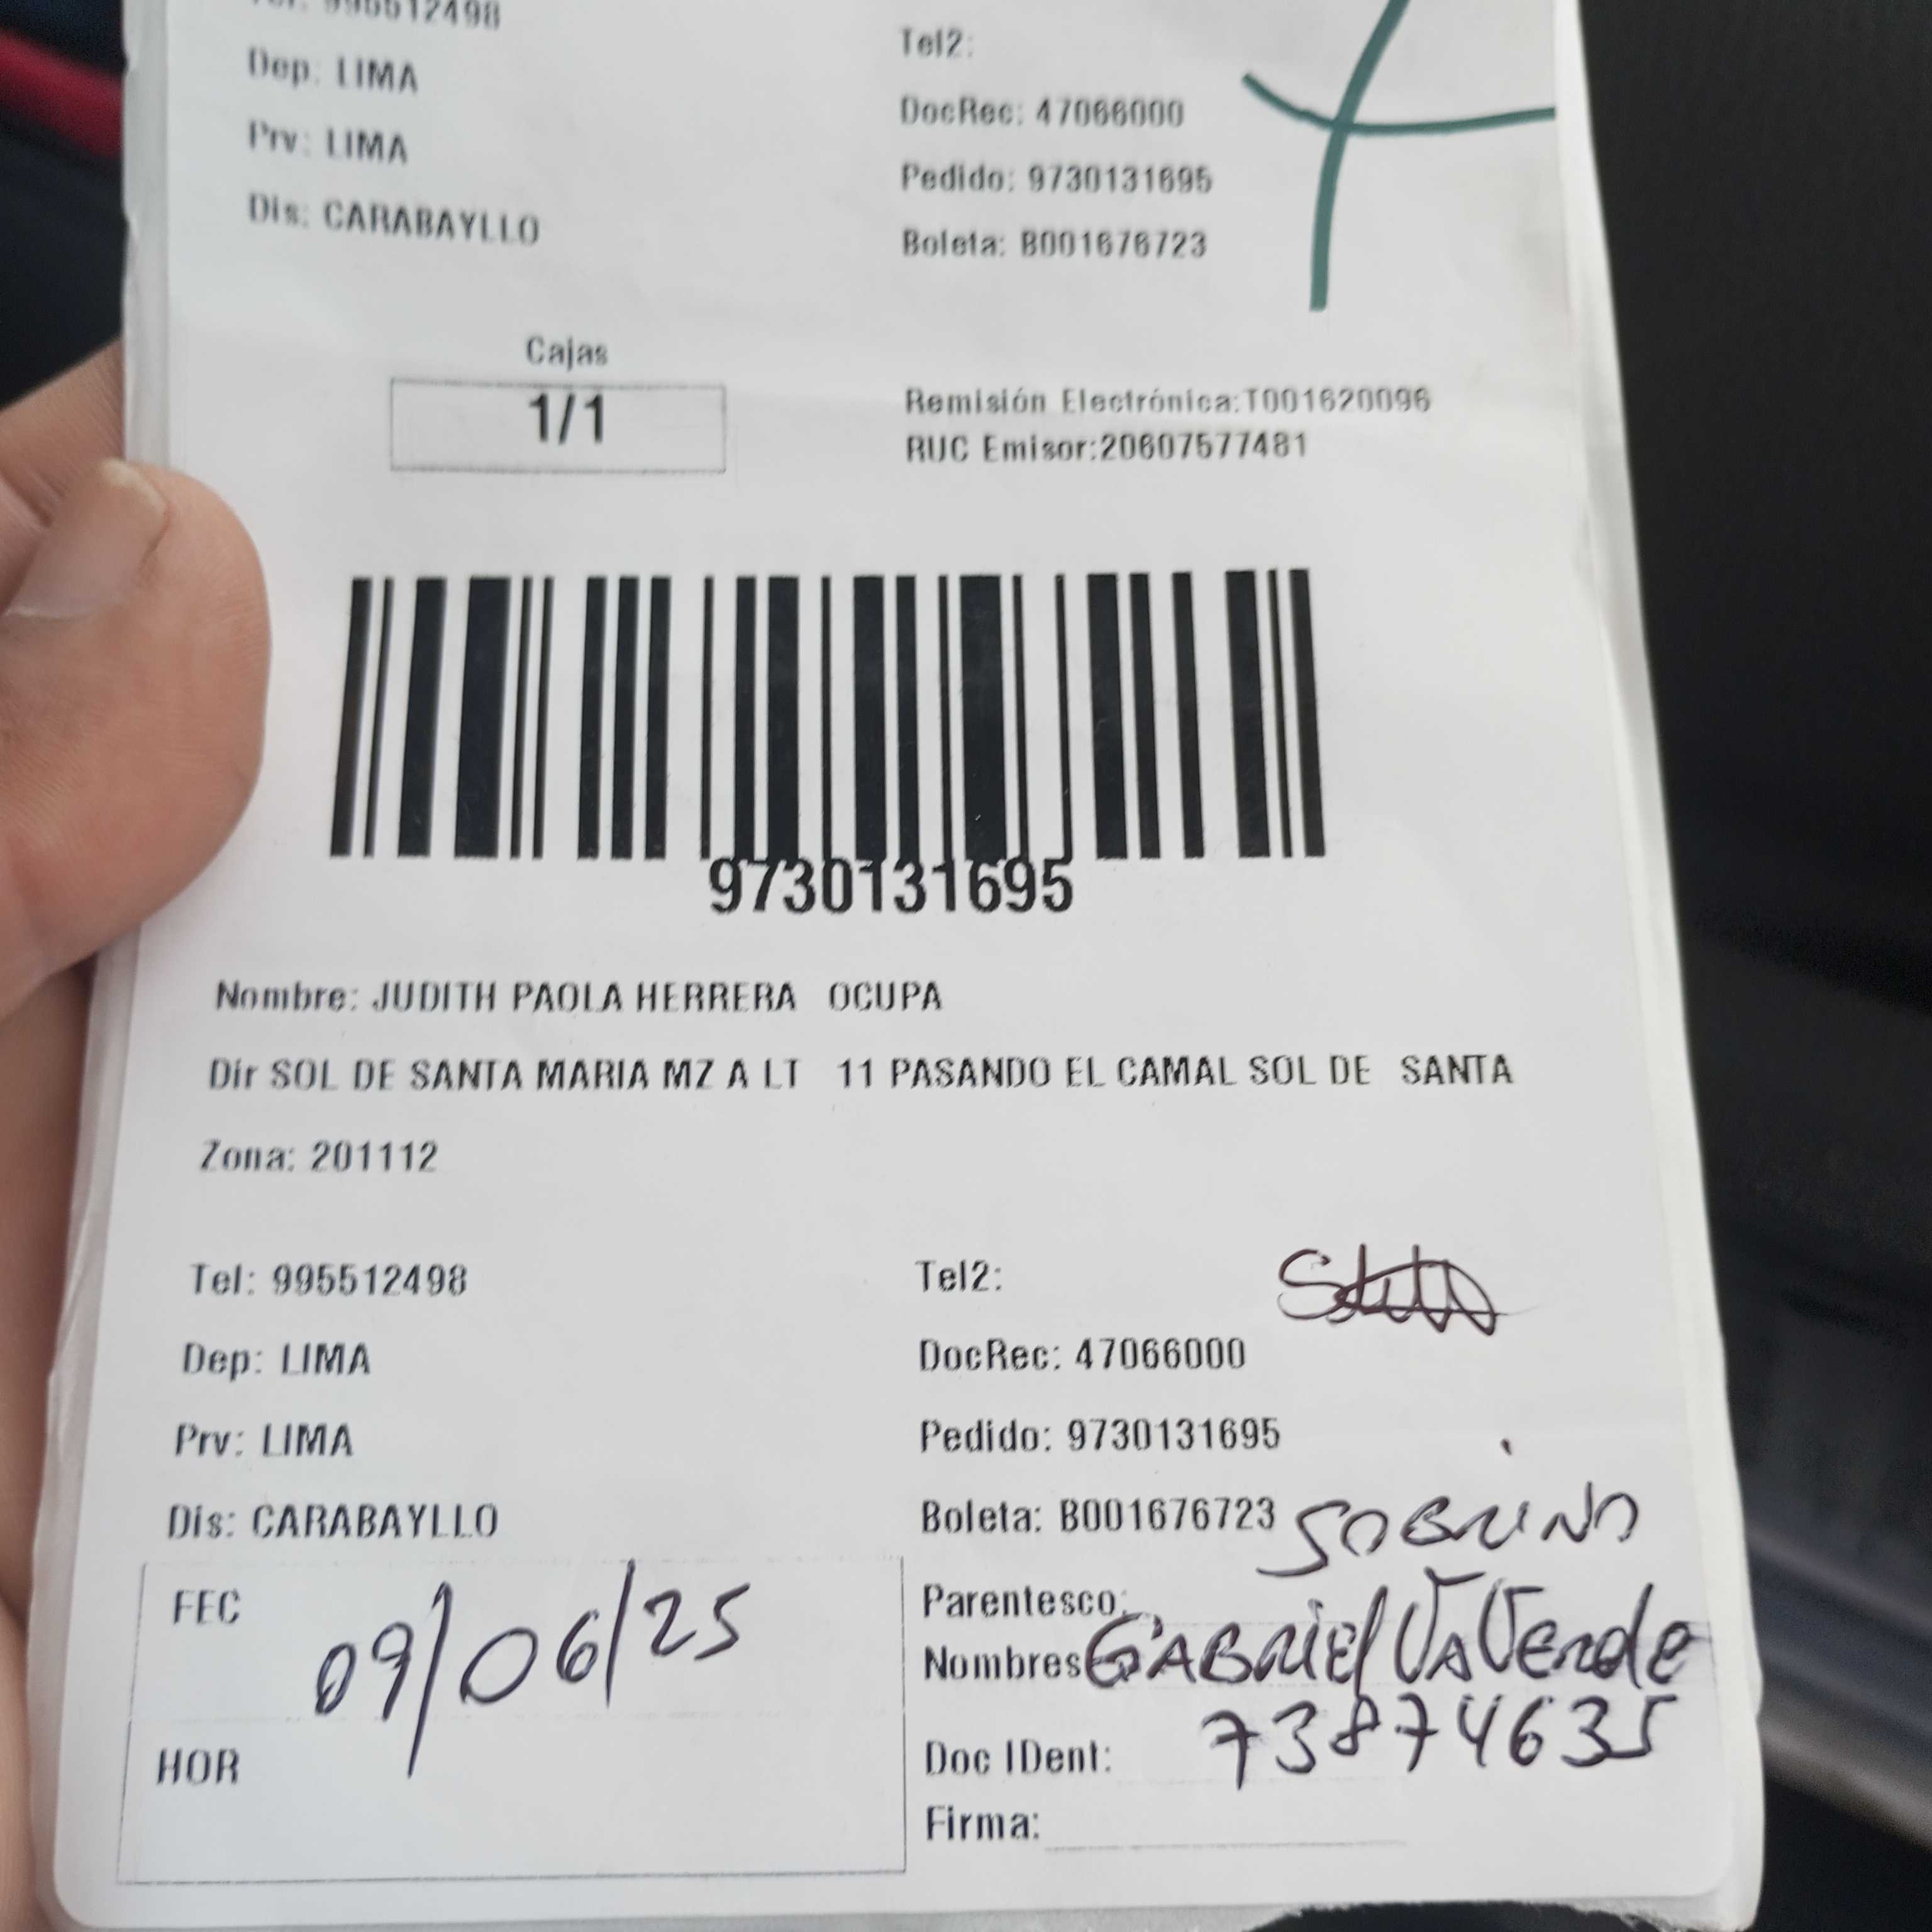 Tel: 995512498
Tel2:
Dep: LIMA
DocRec: 47066000
Prv: LIMA
Pedido: 9730131695
Dis: CARABAYLLO
Boleta: B001676723
Cajas
1/1
Remisión Electrónica:T001620096
RUC Emisor:20607577481
9730131695
Nombre: JUDITH PAOLA HERRERA OCUPA
Dir SOL DE SANTA MARIA MZ A LT 11 PASANDO EL CAMAL SOL DE SANTA
Zona: 201112
Tel: 995512498
Tel2:
Dep: LIMA
DocRec: 47066000
Prv: LIMA
Pedido: 9730131695
Dis: CARABAYLLO
Boleta: B001676723
SOBRINO
FEC 09/06/25
Parentesco:
Nombres GABRIEL VALVERDE
HOR
Doc IDent: 73874635
Firma: